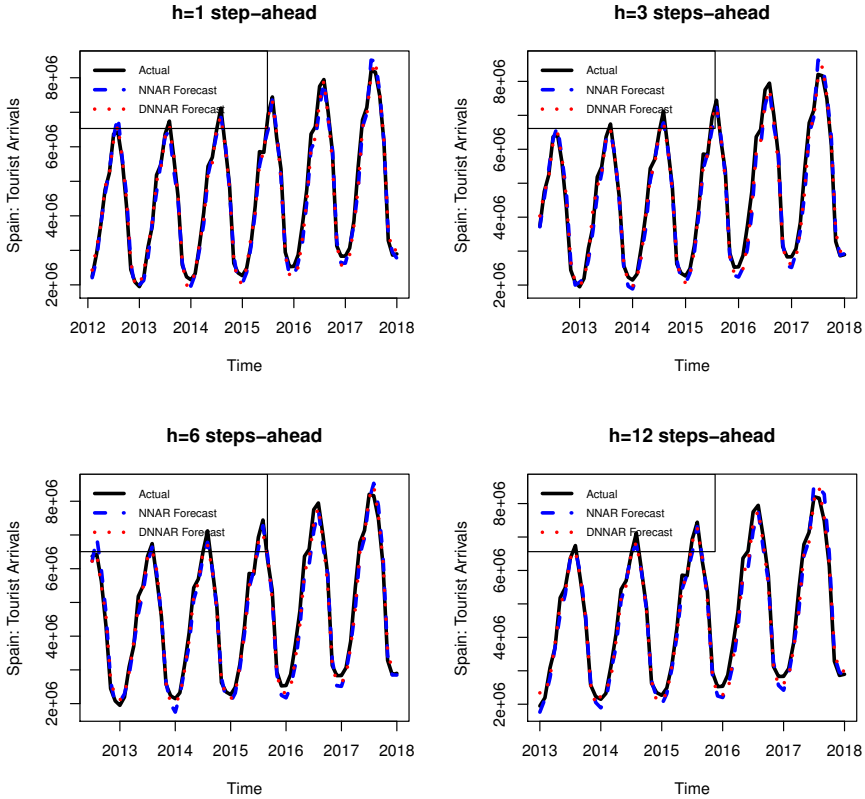 h=1 step−ahead
Spain: Tourist Arrivals
8e+06
6e+06
4e+06
2e+06
Actual
NNAR Forecast
DNNAR Forecast
2012 2013 2014 2015 2016 2017 2018
Time
h=3 steps−ahead
Spain: Tourist Arrivals
8e+06
6e+06
4e+06
2e+06
Actual
NNAR Forecast
DNNAR Forecast
2013 2014 2015 2016 2017 2018
Time
h=6 steps−ahead
Spain: Tourist Arrivals
8e+06
6e+06
4e+06
2e+06
Actual
NNAR Forecast
DNNAR Forecast
2013 2014 2015 2016 2017 2018
Time
h=12 steps−ahead
Spain: Tourist Arrivals
8e+06
6e+06
4e+06
2e+06
Actual
NNAR Forecast
DNNAR Forecast
2013 2014 2015 2016 2017 2018
Time